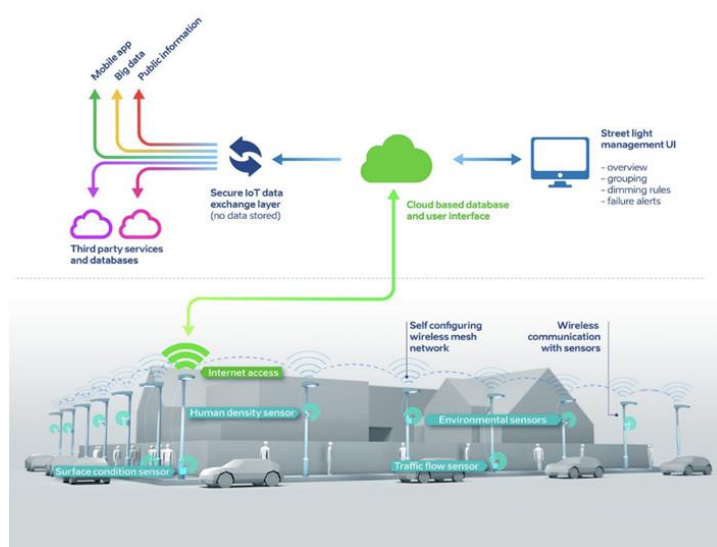 Mobile app
Big data
Public information
Secure IoT data
exchange layer
(no data stored)
Third party services
and databases
Cloud based database
and user interface
Street light
management UI
- overview
- grouping
- dimming rules
- failure alerts
Self configuring
wireless mesh
network
Wireless
communication
with sensors
Internet access
Human density sensor
Environmental sensors
Surface condition sensor
Traffic flow sensor